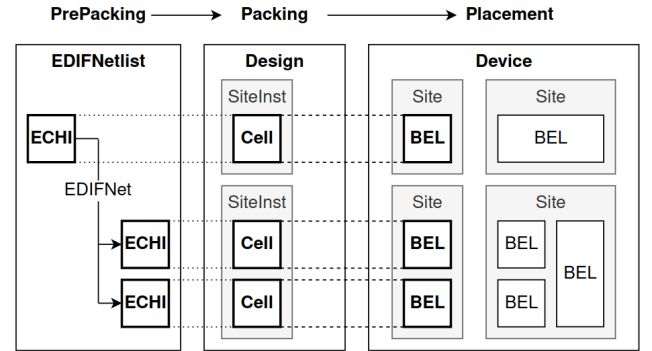 PrePacking Packing Placement
EDIFNetlist Design Device
SiteInst Site Site
ECHI Cell BEL BEL
EDIFNet
SiteInst Site Site
ECHI Cell BEL BEL
BEL
ECHI Cell BEL BEL